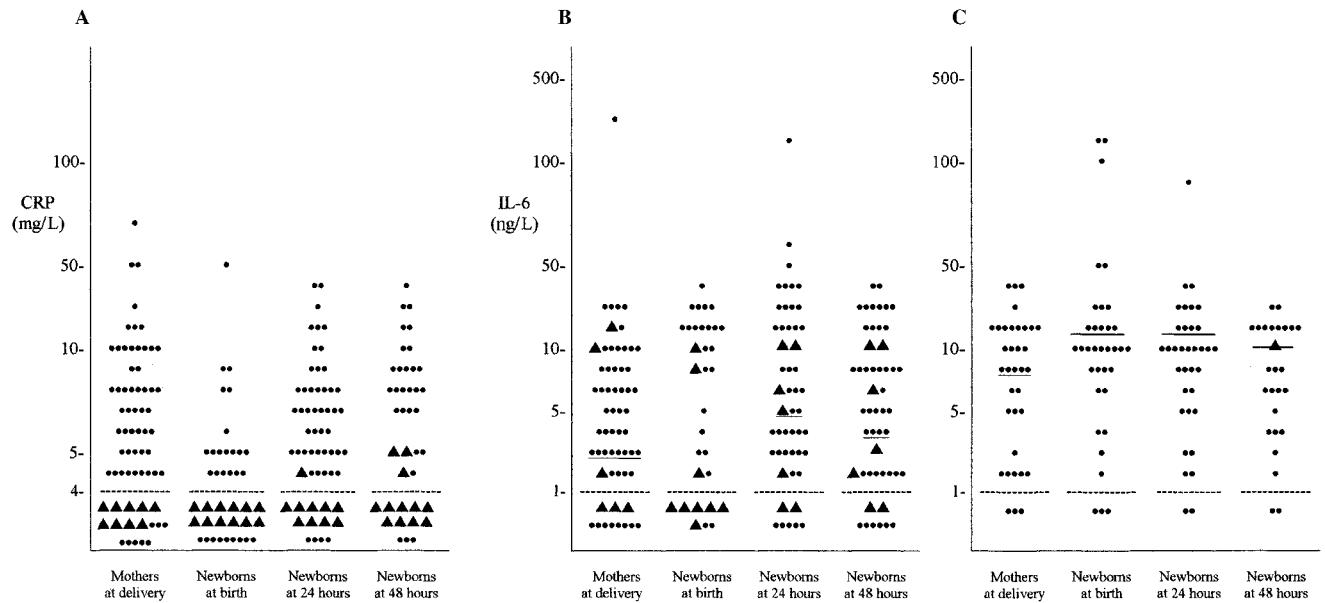 A
B
C
500-
500-
100-
100-
100-
CRP
(mg/L)
IL-6
(ng/L)
50-
50-
50-
10-
10-
10-
5-
5-
5-
4-
1-
1-
Mothers
at delivery
Newborns
at birth
Newborns
at 24 hours
Newborns
at 48 hours
Mothers
at delivery
Newborns
at birth
Newborns
at 24 hours
Newborns
at 48 hours
Mothers
at delivery
Newborns
at birth
Newborns
at 24 hours
Newborns
at 48 hours